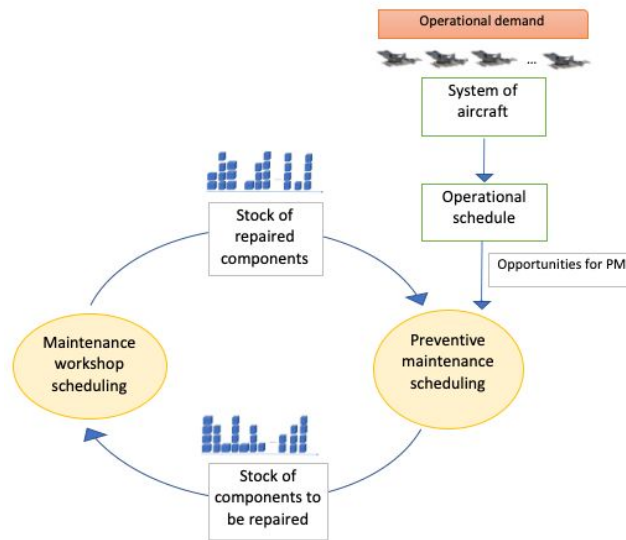 Operational demand
...
System of
aircraft
Operational
schedule
Opportunities for PM
Stock of
repaired
components
Maintenance
workshop
scheduling
Preventive
maintenance
scheduling
Stock of
components to
be repaired